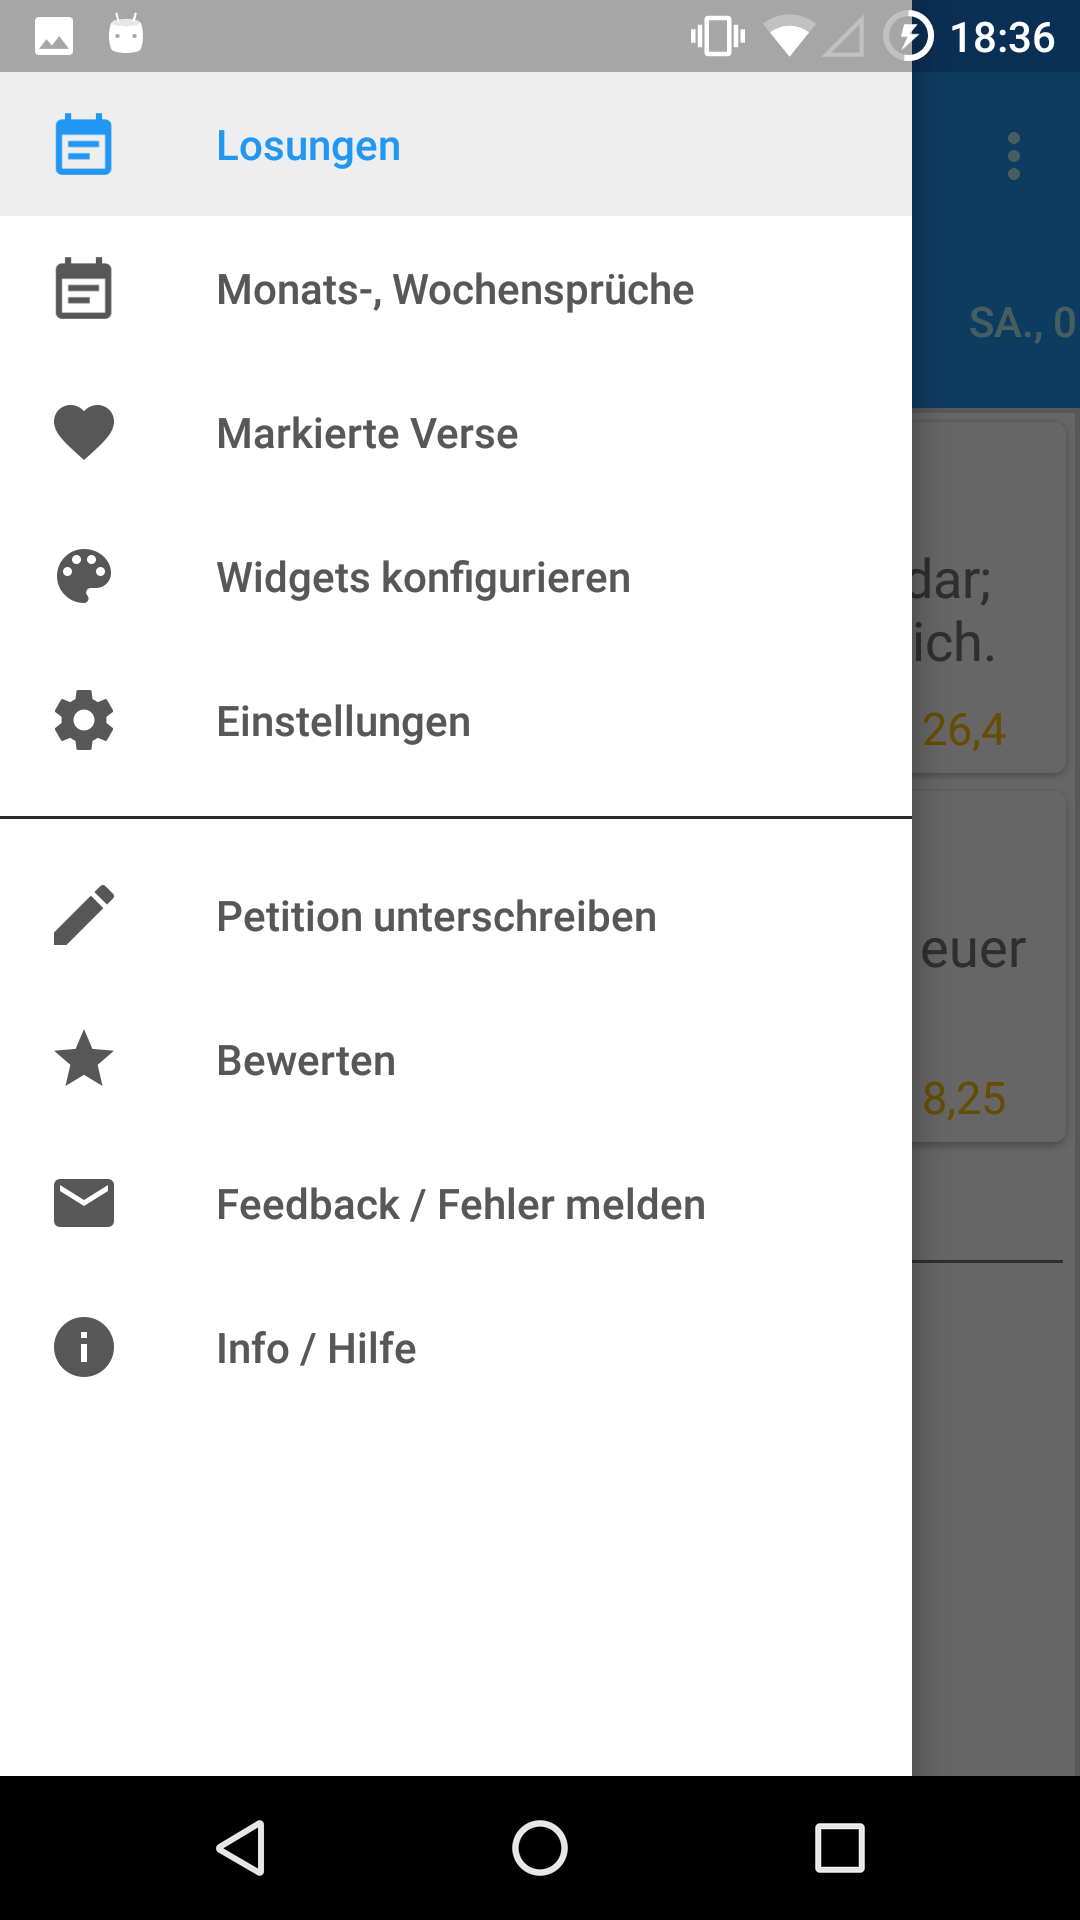 18:36
Losungen
Monats-, Wochensprüche
SA., 0
Markierte Verse
dar;
Widgets konfigurieren
ich.
Einstellungen
26,4
Petition unterschreiben
euer
Bewerten
8,25
Feedback / Fehler melden
Info / Hilfe